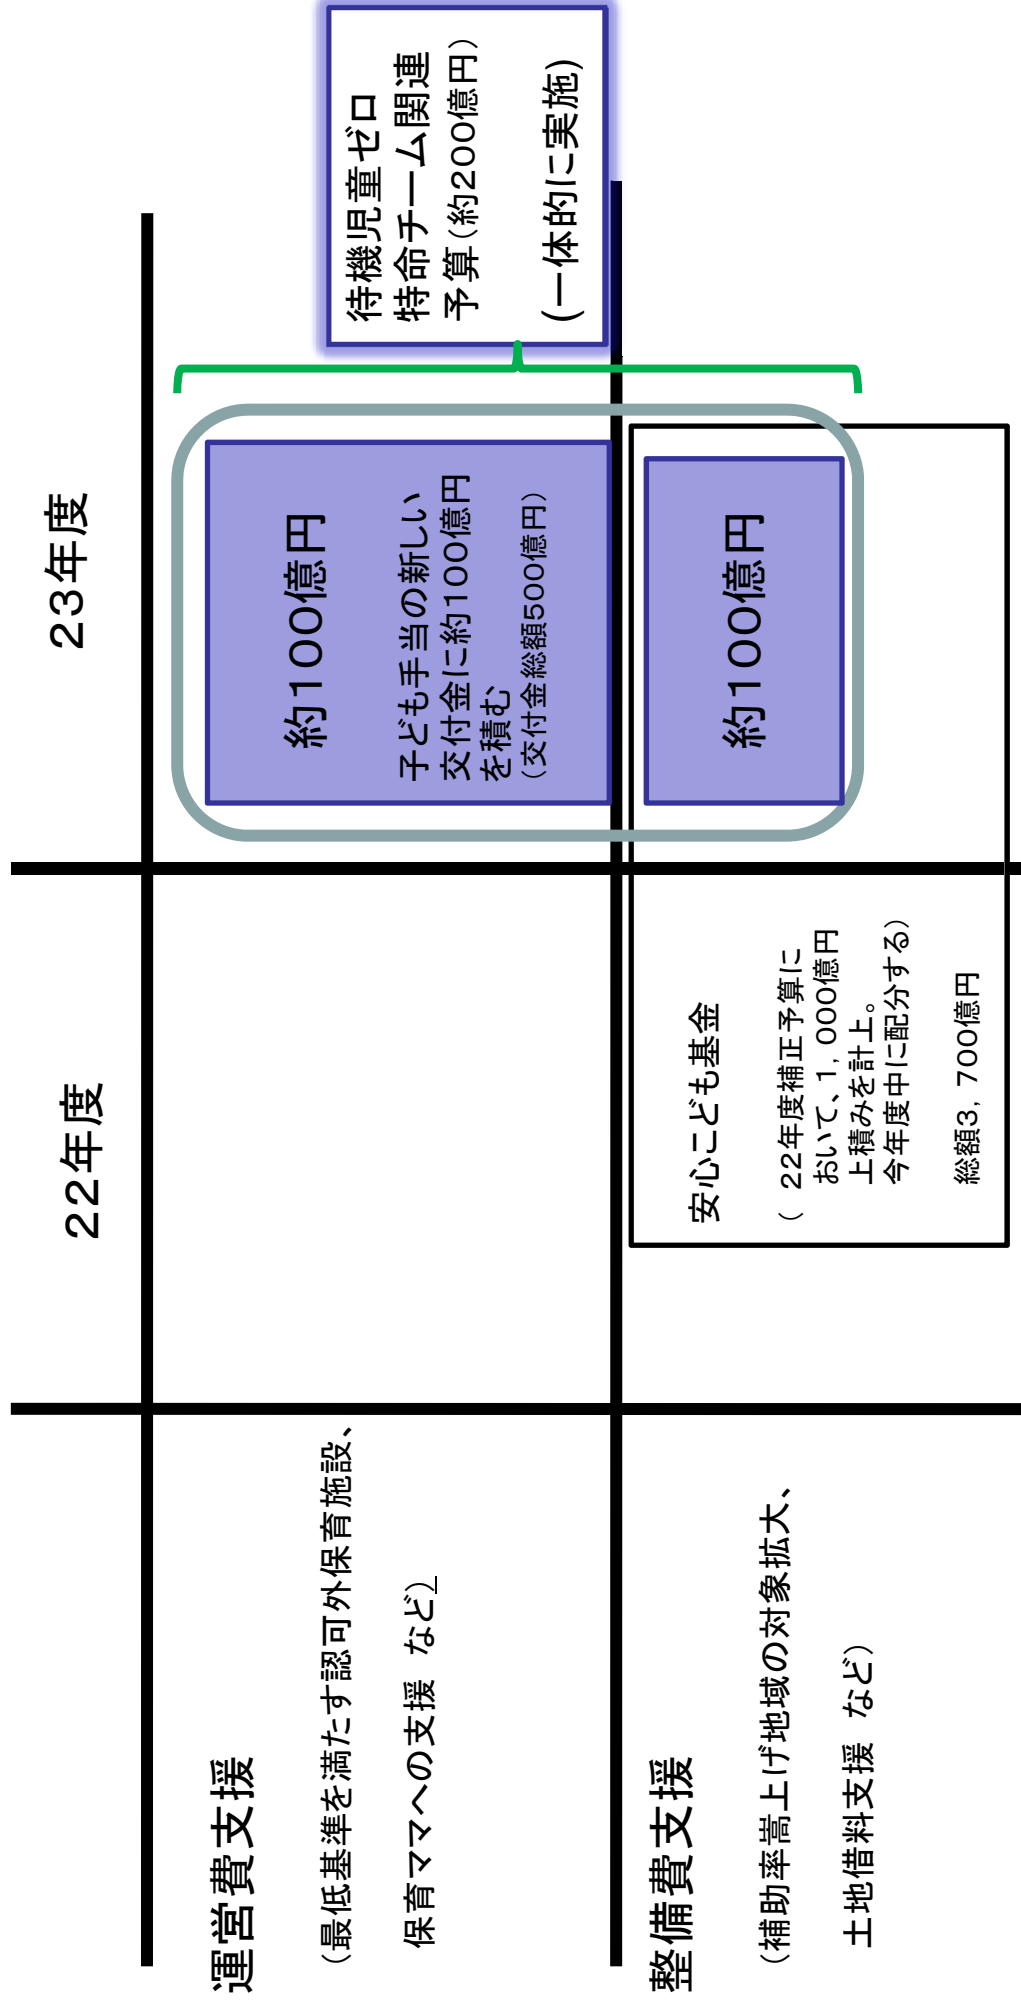 22年度
23年度
運営費支援
(最低基準を満たす認可外保育施設、
保育ママへの支援 など)
約100億円
子ども手当の新しい
交付金に約100億円
を積む
(交付金総額500億円)
待機児童ゼロ
特命チーム関連
予算(約200億円)
(一体的に実施)
整備費支援
(補助率嵩上げ地域の対象拡大、
土地借料支援 など)
安心こども基金
( 22年度補正予算に
おいて、1,000億円
上積みを計上。
今年度中に配分する)
総額3,700億円
約100億円